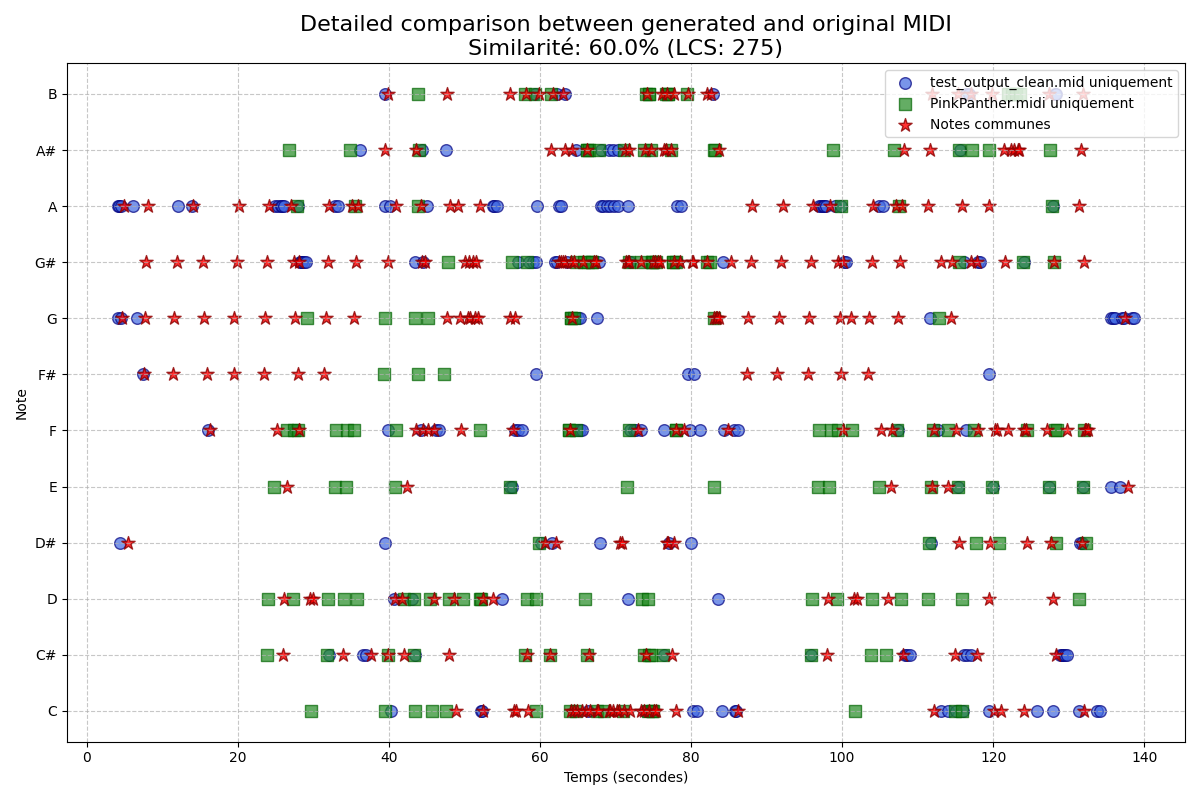 Detailed comparison between generated and original MIDI
Similarité: 60.0% (LCS: 275)
test_output_clean.mid uniquement
PinkPanther.midi uniquement
Notes communes
B
A#
A
G#
G
F#
F
E
D#
D
C#
C
Note
0 20 40 60 80 100 120 140
Temps (secondes)